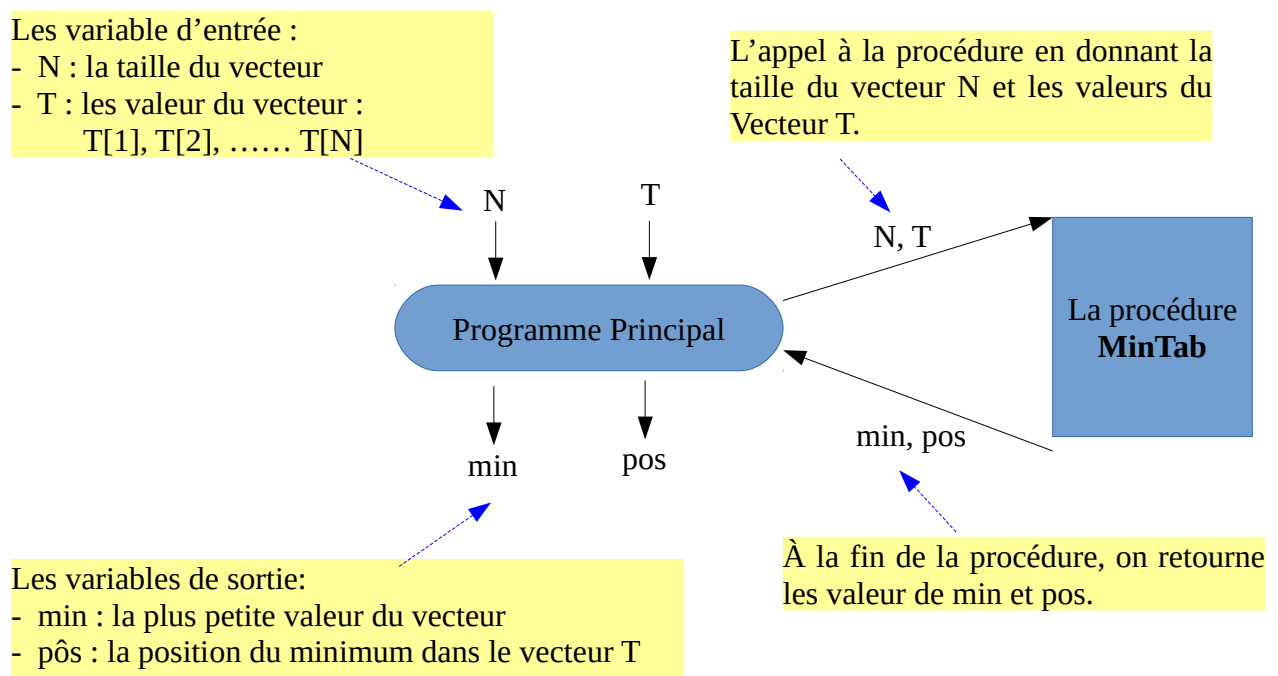 Les variable d’entrée :
- N : la taille du vecteur
- T : les valeur du vecteur :
T[1], T[2], …… T[N]
L’appel à la procédure en donnant la
taille du vecteur N et les valeurs du
Vecteur T.
N
T
N, T
Programme Principal
La procédure
MinTab
min
pos
min, pos
Les variables de sortie:
- min : la plus petite valeur du vecteur
- pôs : la position du minimum dans le vecteur T
À la fin de la procédure, on retourne
les valeur de min et pos.